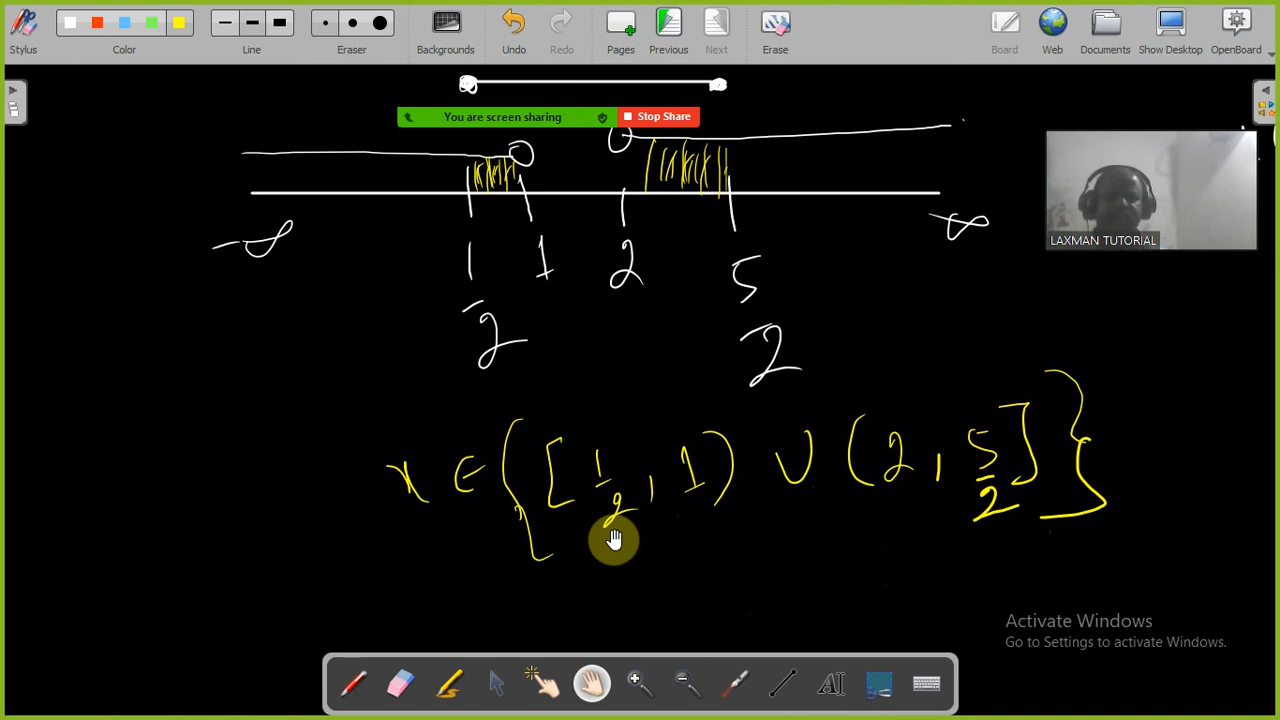 Stylus Color Line Eraser Backgrounds Undo Redo Pages Previous Next Erase Board Web Documents Show Desktop OpenBoard
You are screen sharing Stop Share
LAXMAN TUTORIAL
-∞ ∞
1/2 1 2 5/2
x ∈ { [ 1/2 , 1 ) ∪ ( 2 , 5/2 ] }
Activate Windows
Go to Settings to activate Windows.
AI